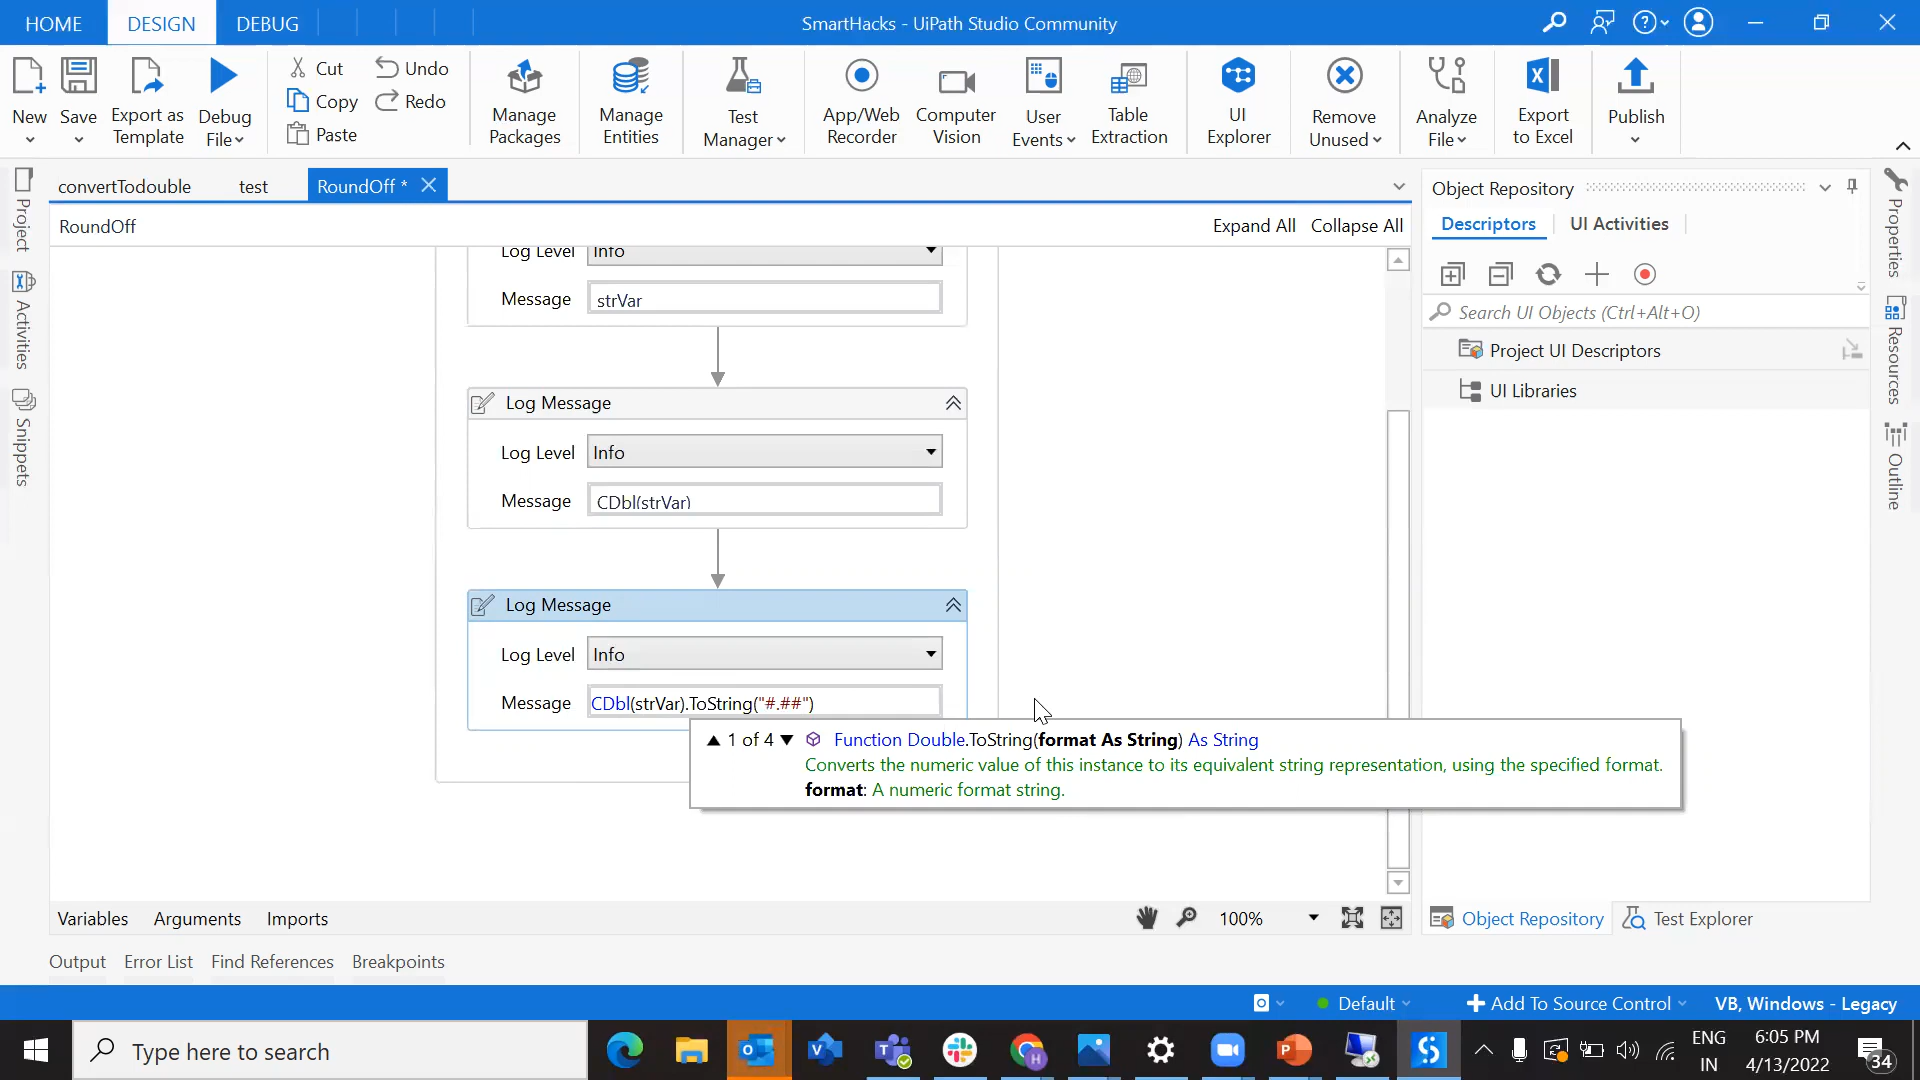 HOME DESIGN DEBUG SmartHacks - UiPath Studio Community
New Save Export as Template Debug File
Cut Copy Paste Undo Redo
Manage Packages
Manage Entities
Test Manager
App/Web Recorder
Computer Vision
User Events
Table Extraction
UI Explorer
Remove Unused
Analyze File
Export to Excel
Publish
convertTodouble test RoundOff *
RoundOff Expand All Collapse All
Project
Activities
Snippets
Log Level Info
Message strVar
Log Message
Log Level Info
Message CDbl(strVar)
Log Message
Log Level Info
Message CDbl(strVar).ToString("#.##")
1 of 4 Function Double.ToString(format As String) As String
Converts the numeric value of this instance to its equivalent string representation, using the specified format.
format: A numeric format string.
Object Repository
Descriptors UI Activities
Search UI Objects (Ctrl+Alt+O)
Project UI Descriptors
UI Libraries
Properties
Resources
Outline
Variables Arguments Imports 100%
Object Repository Test Explorer
Output Error List Find References Breakpoints
Default Add To Source Control VB, Windows - Legacy
Type here to search
ENG
IN
6:05 PM
4/13/2022
34